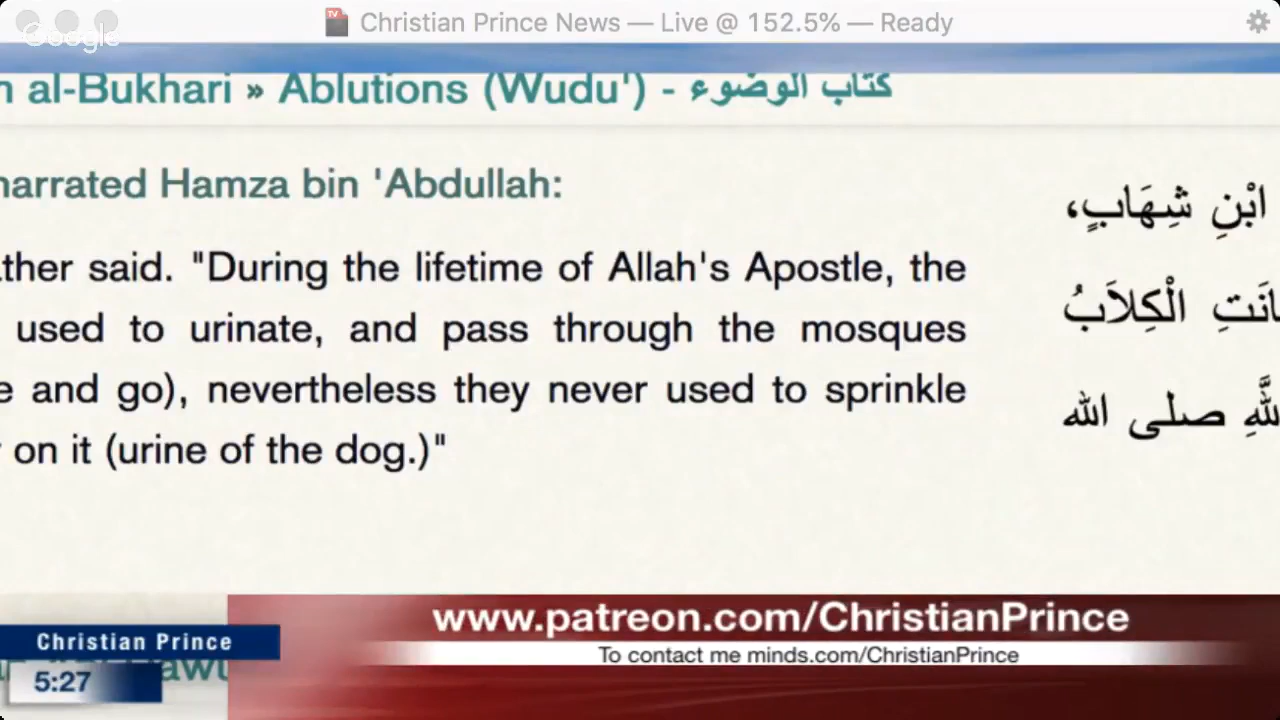 Google
Christian Prince News — Live @ 152.5% — Ready
al-Bukhari » Ablutions (Wudu') - كتاب الوضوء
narrated Hamza bin 'Abdullah:
ابْنِ شِهَابٍ،
said. "During the lifetime of Allah's Apostle, the
used to urinate, and pass through the mosques
الْكِلاَبُ
and go), nevertheless they never used to sprinkle
صلى الله
on it (urine of the dog.)"
www.patreon.com/ChristianPrince
Christian Prince
To contact me minds.com/ChristianPrince
5:27